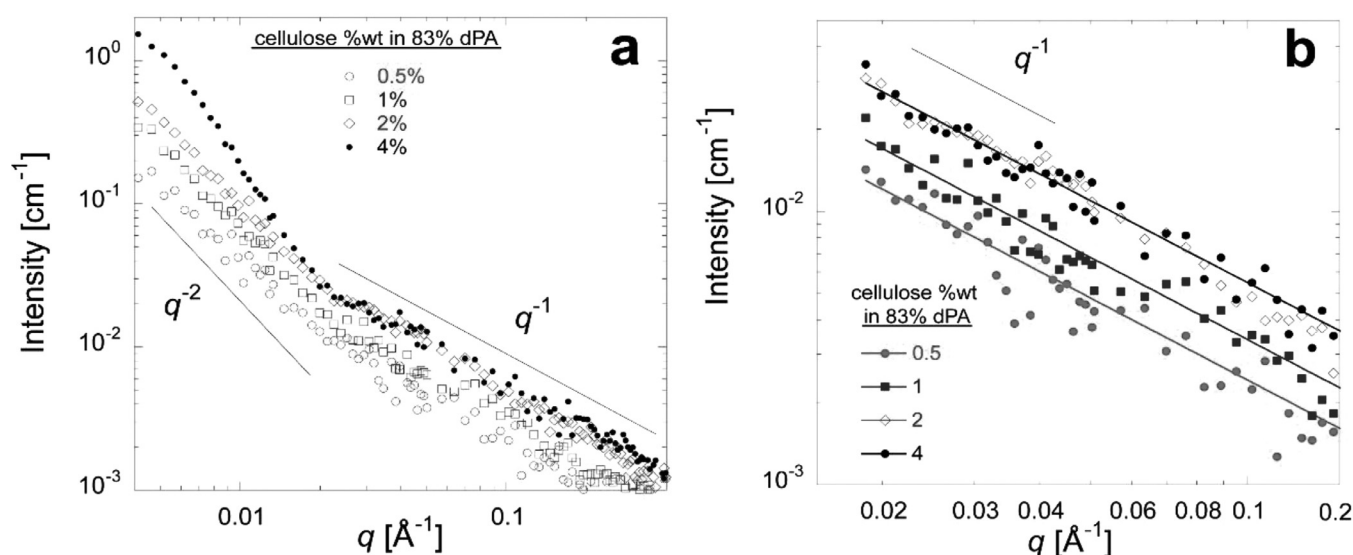 a
cellulose %wt in 83% dPA
0.5%
1%
2%
4%
q⁻²
q⁻¹
10⁰
10⁻¹
10⁻²
10⁻³
Intensity [cm⁻¹]
0.01
0.1
q [Å⁻¹]
b
q⁻¹
cellulose %wt
in 83% dPA
0.5
1
2
4
10⁻²
10⁻³
Intensity [cm⁻¹]
0.02
0.03
0.04
0.06
0.08
0.1
0.2
q [Å⁻¹]